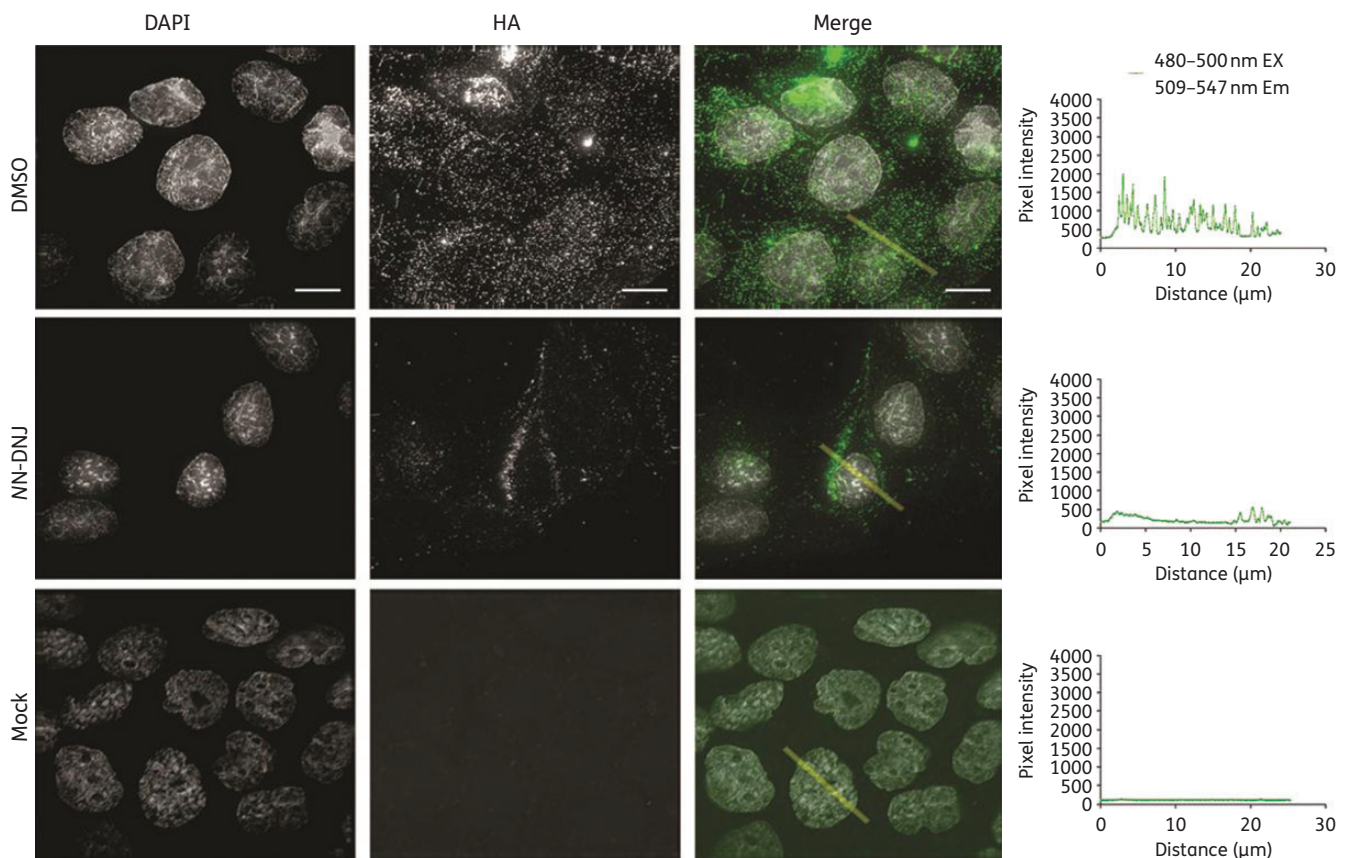 DAPI
HA
Merge
DMSO
480–500 nm EX
509–547 nm Em
Pixel intensity
4000
3500
3000
2500
2000
1500
1000
500
0
0 10 20 30
Distance (µm)
NN-DNJ
Pixel intensity
4000
3500
3000
2500
2000
1500
1000
500
0
0 5 10 15 20 25
Distance (µm)
Mock
Pixel intensity
4000
3500
3000
2500
2000
1500
1000
500
0
0 10 20 30
Distance (µm)